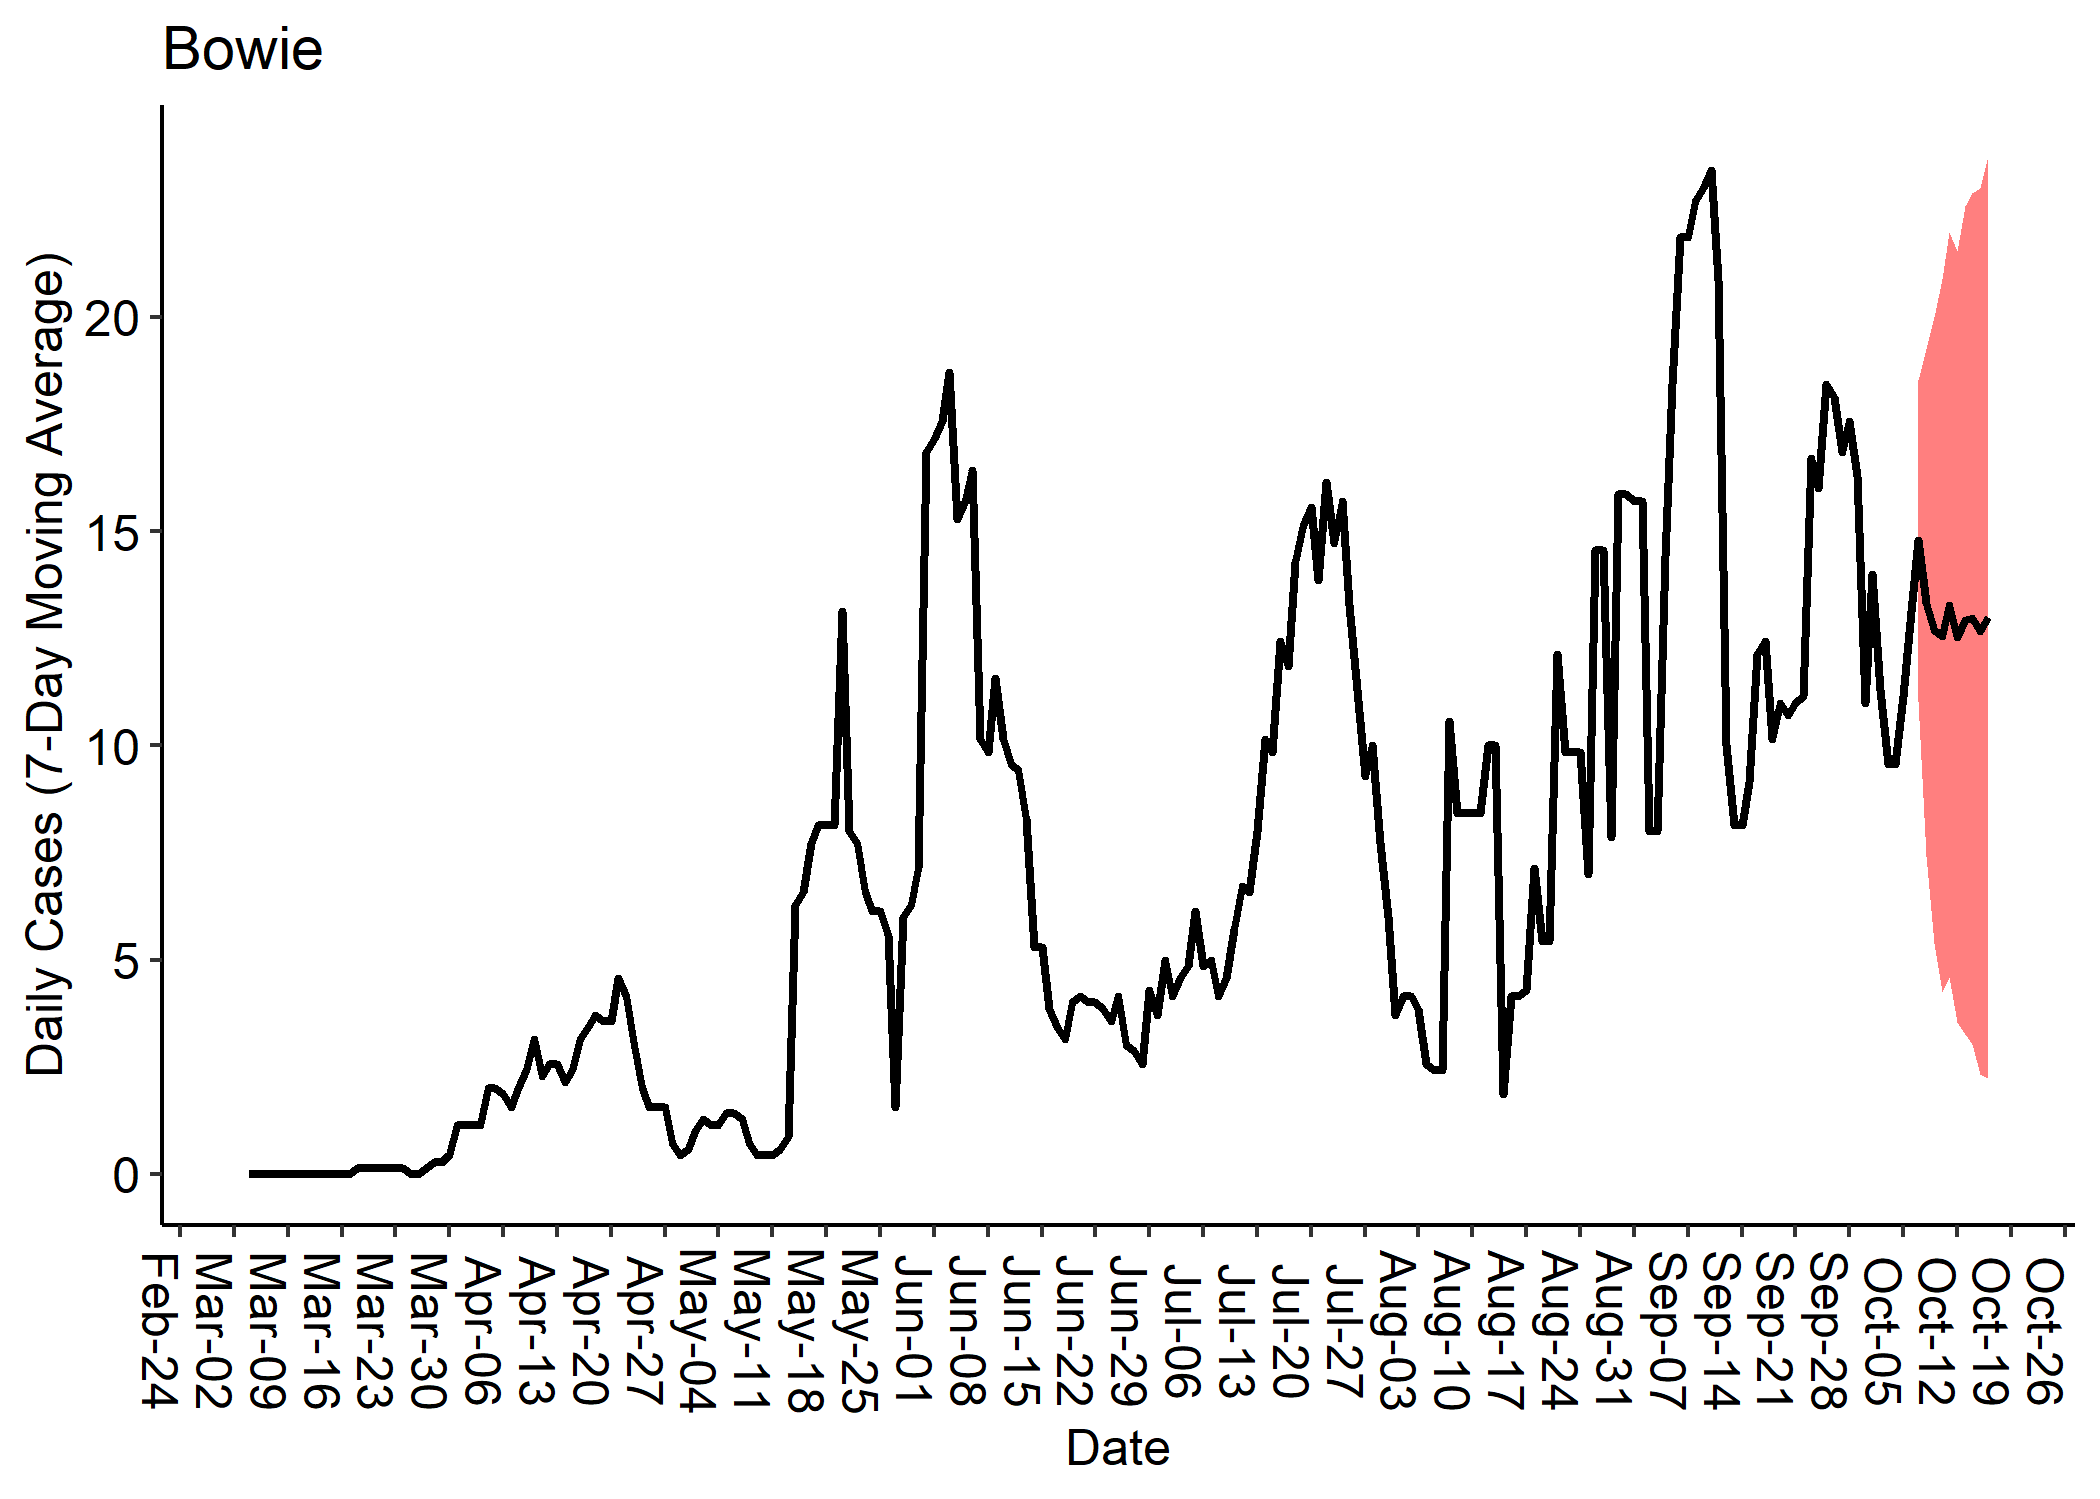 Bowie
Daily Cases (7-Day Moving Average)
20
15
10
5
0
Feb-24
Mar-02
Mar-09
Mar-16
Mar-23
Mar-30
Apr-06
Apr-13
Apr-20
Apr-27
May-04
May-11
May-18
May-25
Jun-01
Jun-08
Jun-15
Jun-22
Jun-29
Jul-06
Jul-13
Jul-20
Jul-27
Aug-03
Aug-10
Aug-17
Aug-24
Aug-31
Sep-07
Sep-14
Sep-21
Sep-28
Oct-05
Oct-12
Oct-19
Oct-26
Date